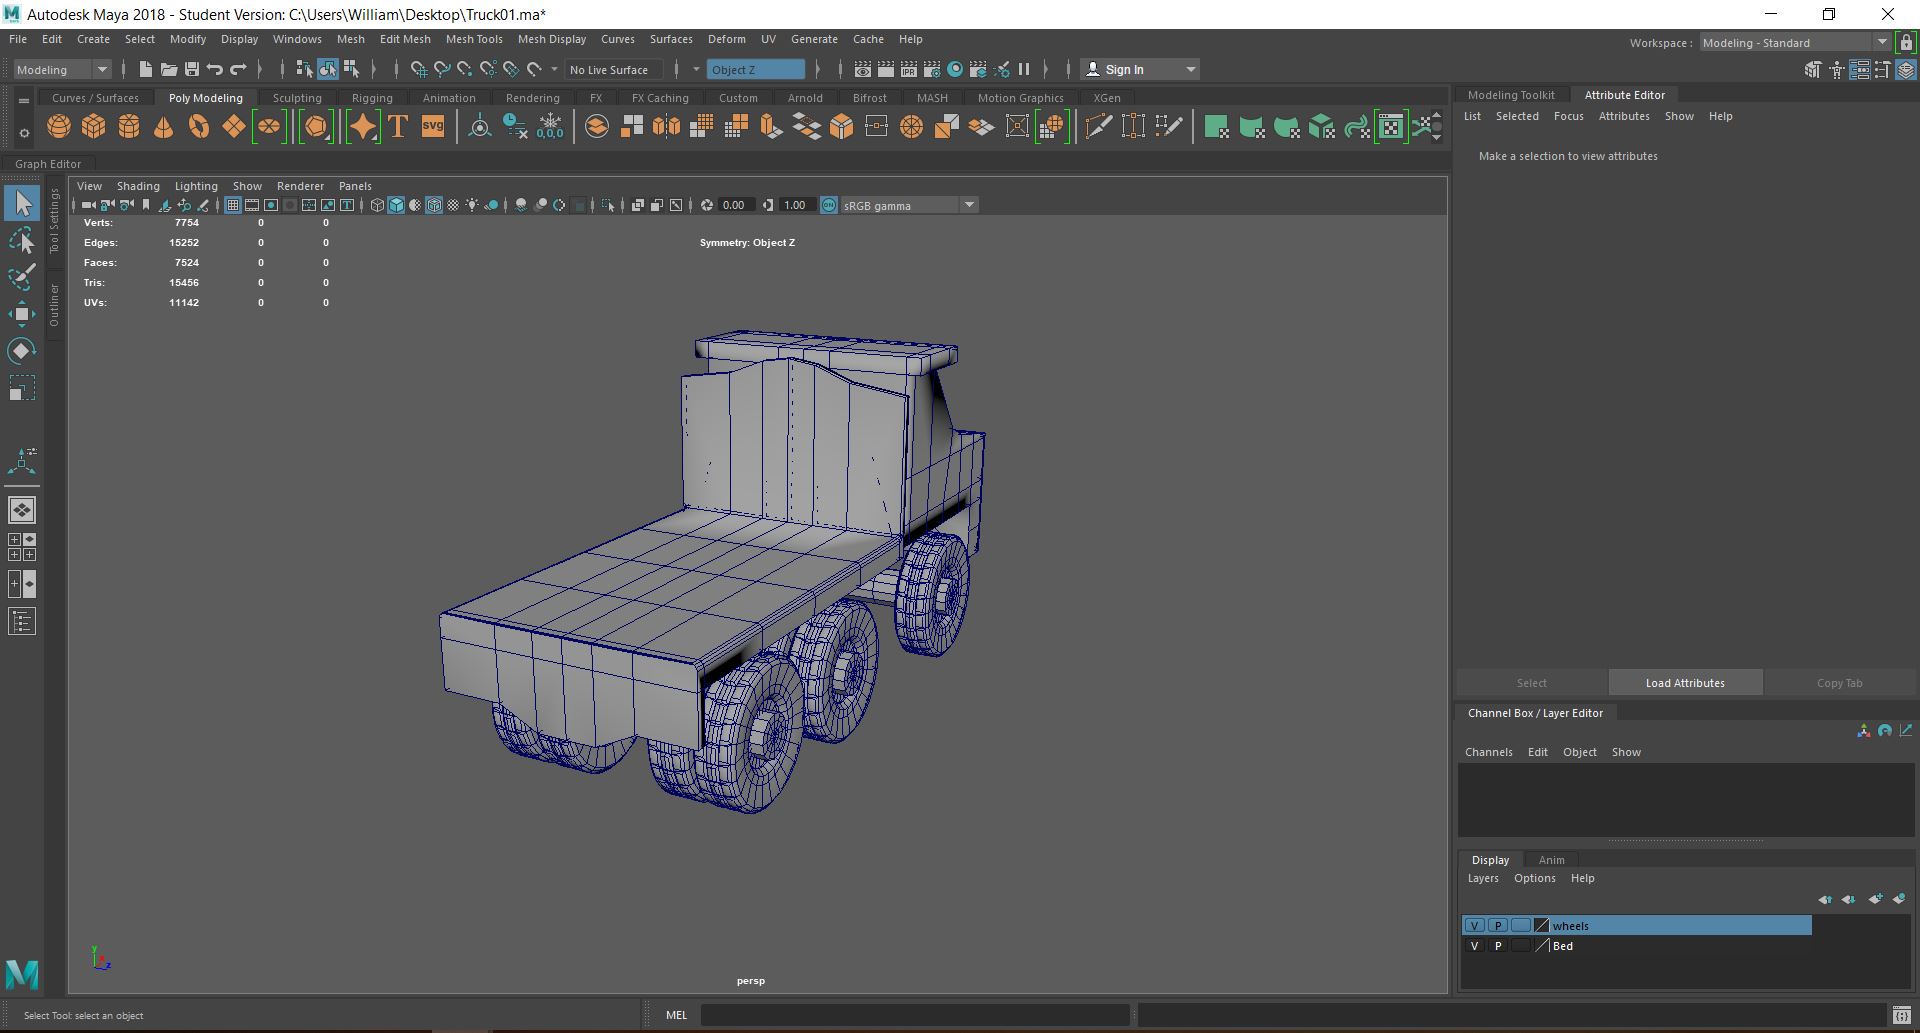 Autodesk Maya 2018 - Student Version: C:\Users\William\Desktop\Truck01.ma*
File Edit Create Select Modify Display Windows Mesh Edit Mesh Mesh Tools Mesh Display Curves Surfaces Deform UV Generate Cache Help
Workspace : Modeling - Standard
Modeling No Live Surface Object Z Sign In
IPR
Curves / Surfaces Poly Modeling Sculpting Rigging Animation Rendering FX FX Caching Custom Arnold Bifrost MASH Motion Graphics XGen
T SVG 0,0,0
Graph Editor
Tool Settings
Outliner
View Shading Lighting Show Renderer Panels
0.00 1.00 ON sRGB gamma
Verts: 7754 0 0
Edges: 15252 0 0
Faces: 7524 0 0
Tris: 15456 0 0
UVs: 11142 0 0
Symmetry: Object Z
y
x
z
persp
Modeling Toolkit Attribute Editor
List Selected Focus Attributes Show Help
Make a selection to view attributes
Select Load Attributes Copy Tab
Channel Box / Layer Editor
Channels Edit Object Show
Display Anim
Layers Options Help
V P wheels
V P Bed
M
Select Tool: select an object
MEL